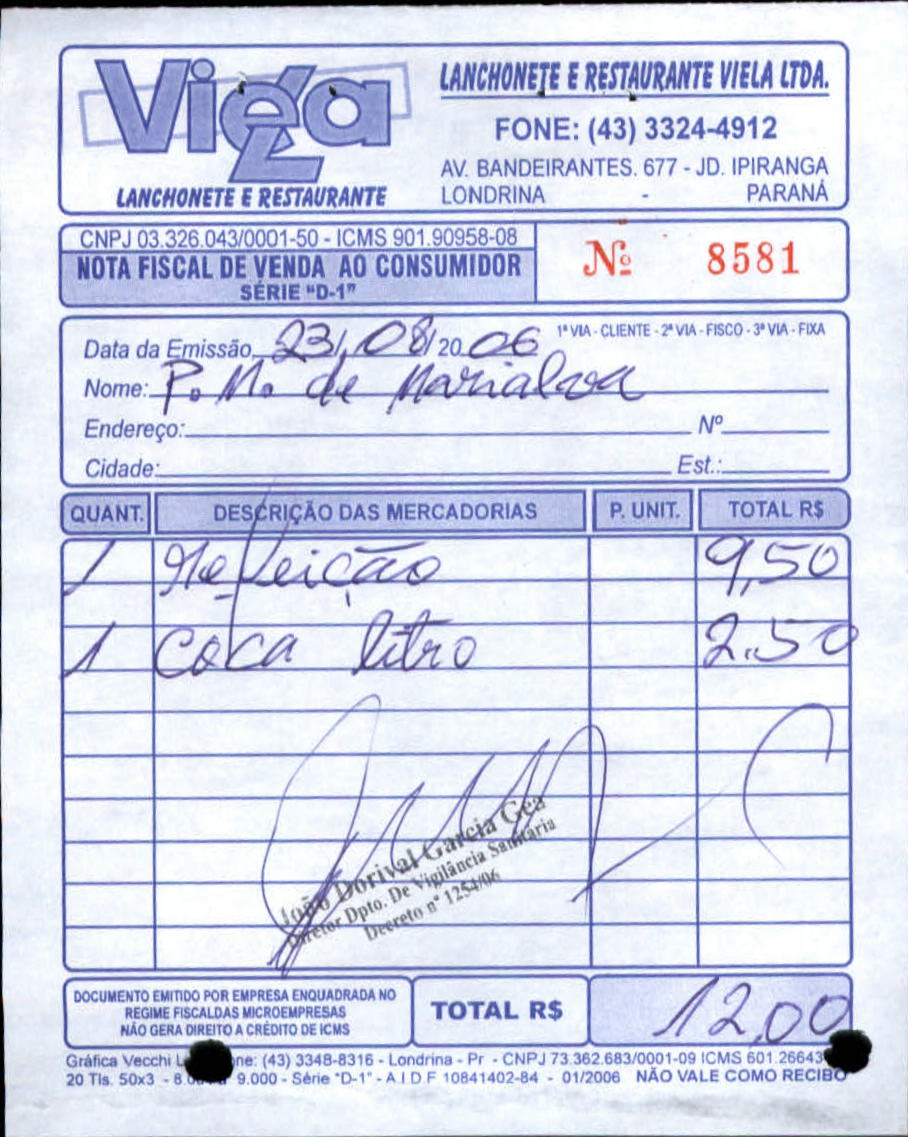 Viela
LANCHONETE E RESTAURANTE
LANCHONETE E RESTAURANTE VIELA LTDA.
FONE: (43) 3324-4912
AV. BANDEIRANTES. 677 - JD. IPIRANGA
LONDRINA - PARANÁ
CNPJ 03.326.043/0001-50 - ICMS 901.90958-08
NOTA FISCAL DE VENDA AO CONSUMIDOR
SÉRIE "D-1"
Nº 8581
1ª VIA - CLIENTE - 2ª VIA - FISCO - 3ª VIA - FIXA
Data da Emissão 23/08/20 06
Nome: P. M. de Marialva
Endereço: Nº
Cidade: Est.:
QUANT. DESCRIÇÃO DAS MERCADORIAS P. UNIT. TOTAL R$
1 Refeição 9,50
1 coca litro 2.50
João Dorival Garcia Gea
Diretor Dpto. De Vigilância Sanitária
Decreto nº 1254/06
DOCUMENTO EMITIDO POR EMPRESA ENQUADRADA NO
REGIME FISCALDAS MICROEMPRESAS
NÃO GERA DIREITO A CRÉDITO DE ICMS
TOTAL R$ 12,00
Gráfica Vecchi ne: (43) 3348-8316 - Londrina - Pr - CNPJ 73.362.683/0001-09 ICMS 601.26643
20 Tls. 50x3 - 9.000 - Série "D-1" - A I D F 10841402-84 - 01/2006 NÃO VALE COMO RECIBO